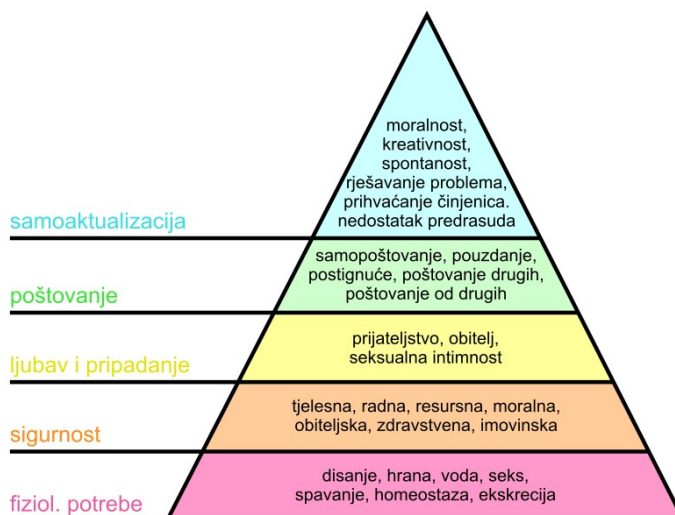 moralnost,
kreativnost,
spontanost,
rješavanje problema,
prihvaćanje činjenica.
nedostatak predrasuda
samoaktualizacija
samopoštovanje, pouzdanje,
postignuće, poštovanje drugih,
poštovanje od drugih
poštovanje
prijateljstvo, obitelj,
seksualna intimnost
ljubav i pripadanje
tjelesna, radna, resursna, moralna,
obiteljska, zdravstvena, imovinska
sigurnost
disanje, hrana, voda, seks,
spavanje, homeostaza, ekskrecija
fiziol. potrebe